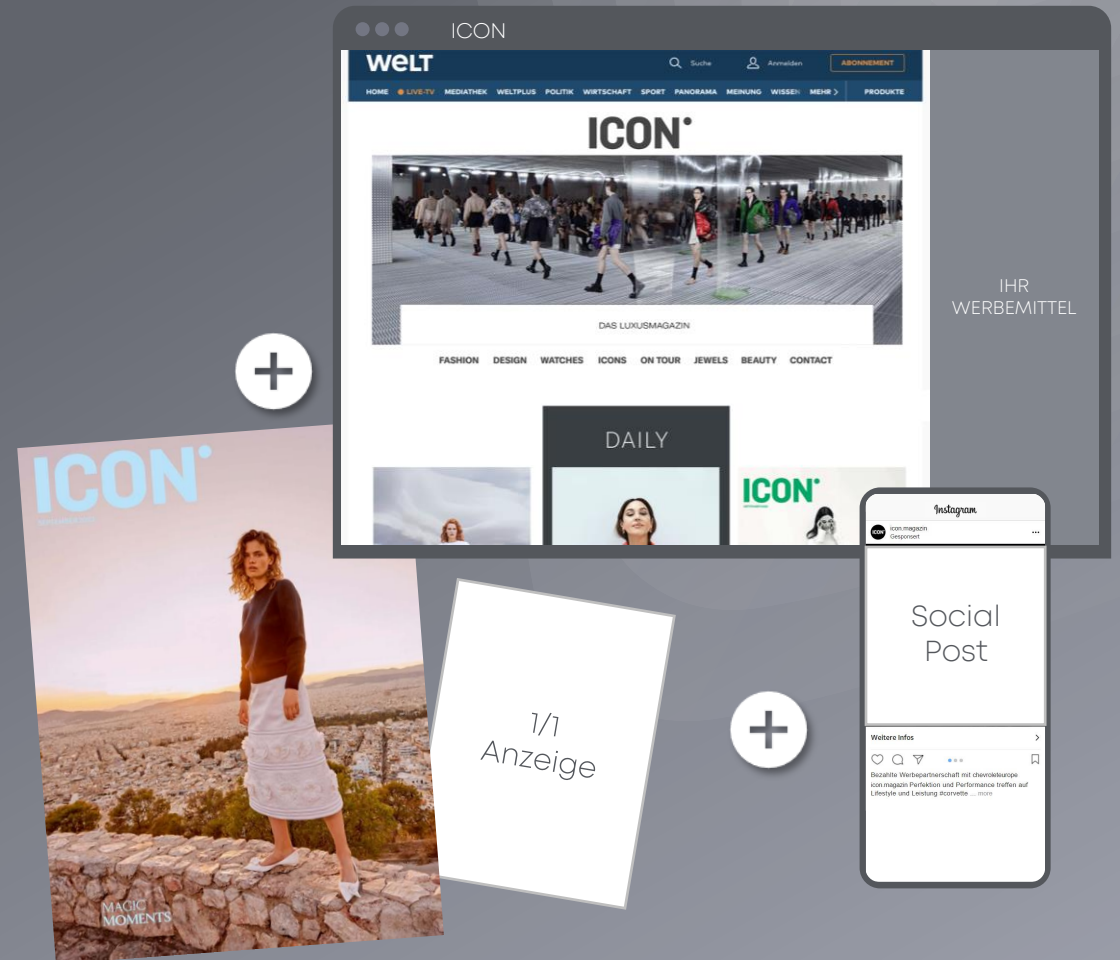 ICON
WELT
Suche
Anmelden
ABONNEMENT
HOME
LIVE-TV
MEDIATHEK
WELTPLUS
POLITIK
WIRTSCHAFT
SPORT
PANORAMA
MEINUNG
WISSEN
MEHR
PRODUKTE
ICON
DAS LUXUSMAGAZIN
FASHION
DESIGN
WATCHES
ICONS
ON TOUR
JEWELS
BEAUTY
CONTACT
DAILY
ICON
IHR
WERBEMITTEL
ICON
MAGIC
MOMENTS
1/1
Anzeige
Instagram
ICON
icon.magazin
Gesponsert
Social
Post
Weitere Infos
Bezahlte Werbepartnerschaft mit chevroleteurope
icon.magazin Perfektion und Performance treffen auf
Lifestyle und Leistung #corvette ... more